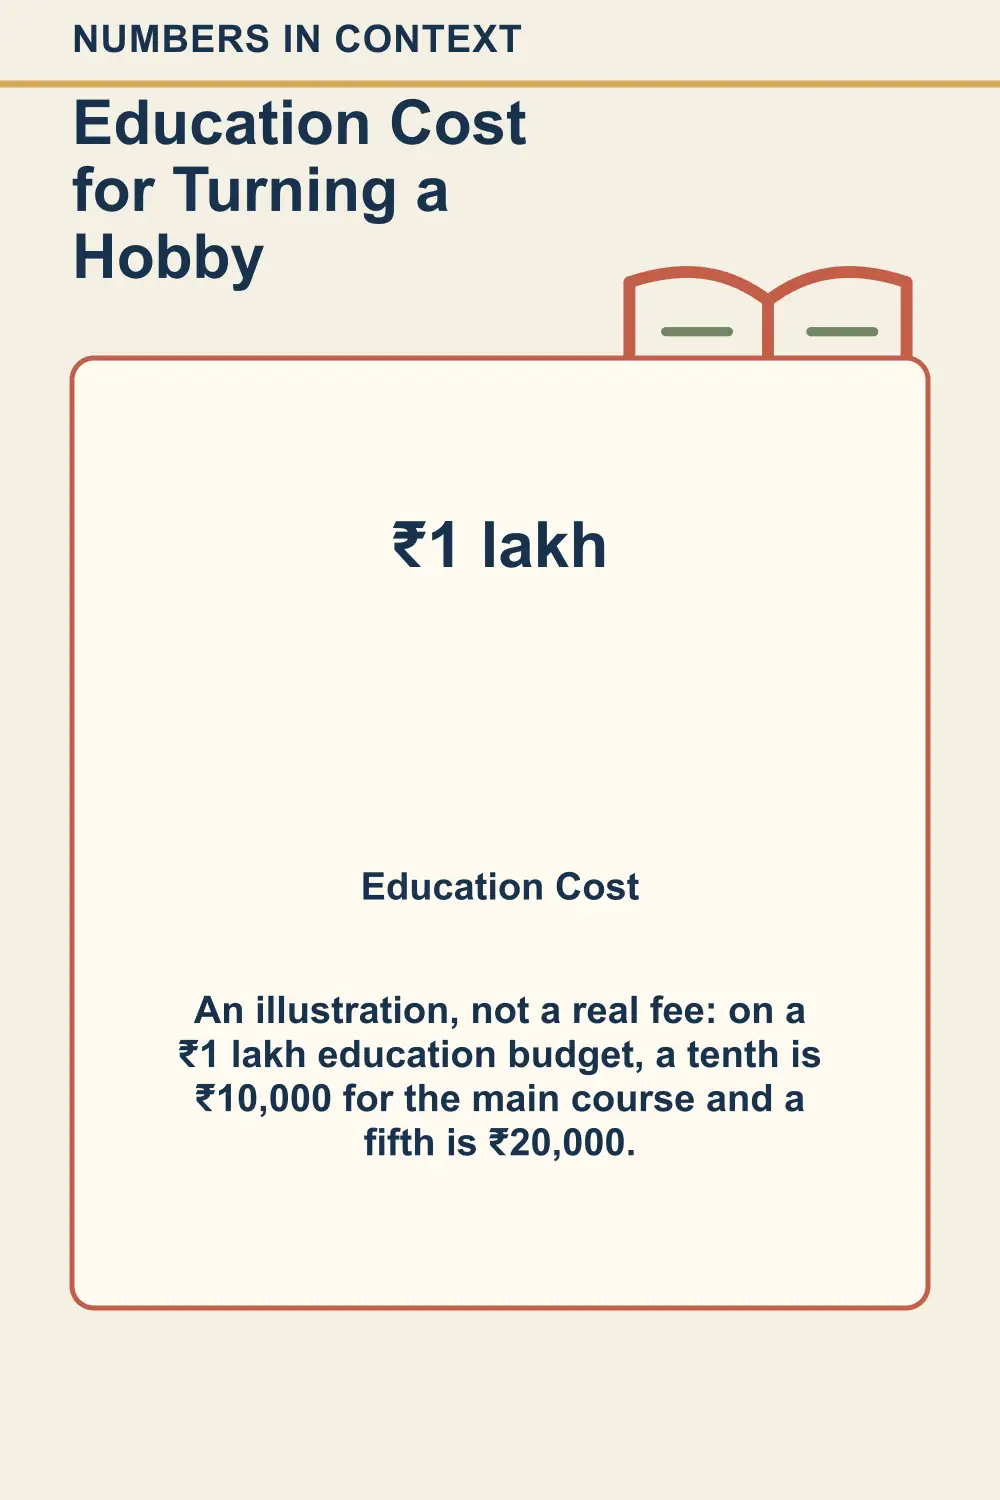 NUMBERS IN CONTEXT
Education Cost
for Turning a
Hobby
₹1 lakh
Education Cost
An illustration, not a real fee: on a
₹1 lakh education budget, a tenth is
₹10,000 for the main course and a
fifth is ₹20,000.